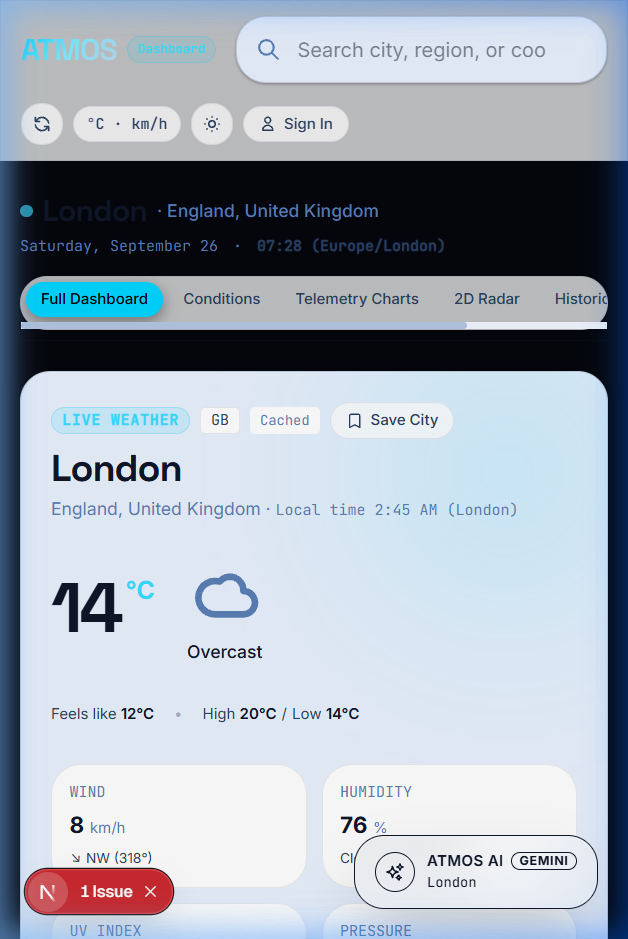 ATMOS Dashboard Search city, region, or coo
°C · km/h Sign In
London · England, United Kingdom
Saturday, September 26 · 07:28 (Europe/London)
Full Dashboard Conditions Telemetry Charts 2D Radar Historic
LIVE WEATHER GB Cached Save City
London
England, United Kingdom · Local time 2:45 AM (London)
14 °C
Overcast
Feels like 12°C • High 20°C / Low 14°C
WIND HUMIDITY
8 km/h 76 %
↘ NW (318°) Cl
ATMOS AI GEMINI
London
N 1 Issue ×
UV INDEX PRESSURE